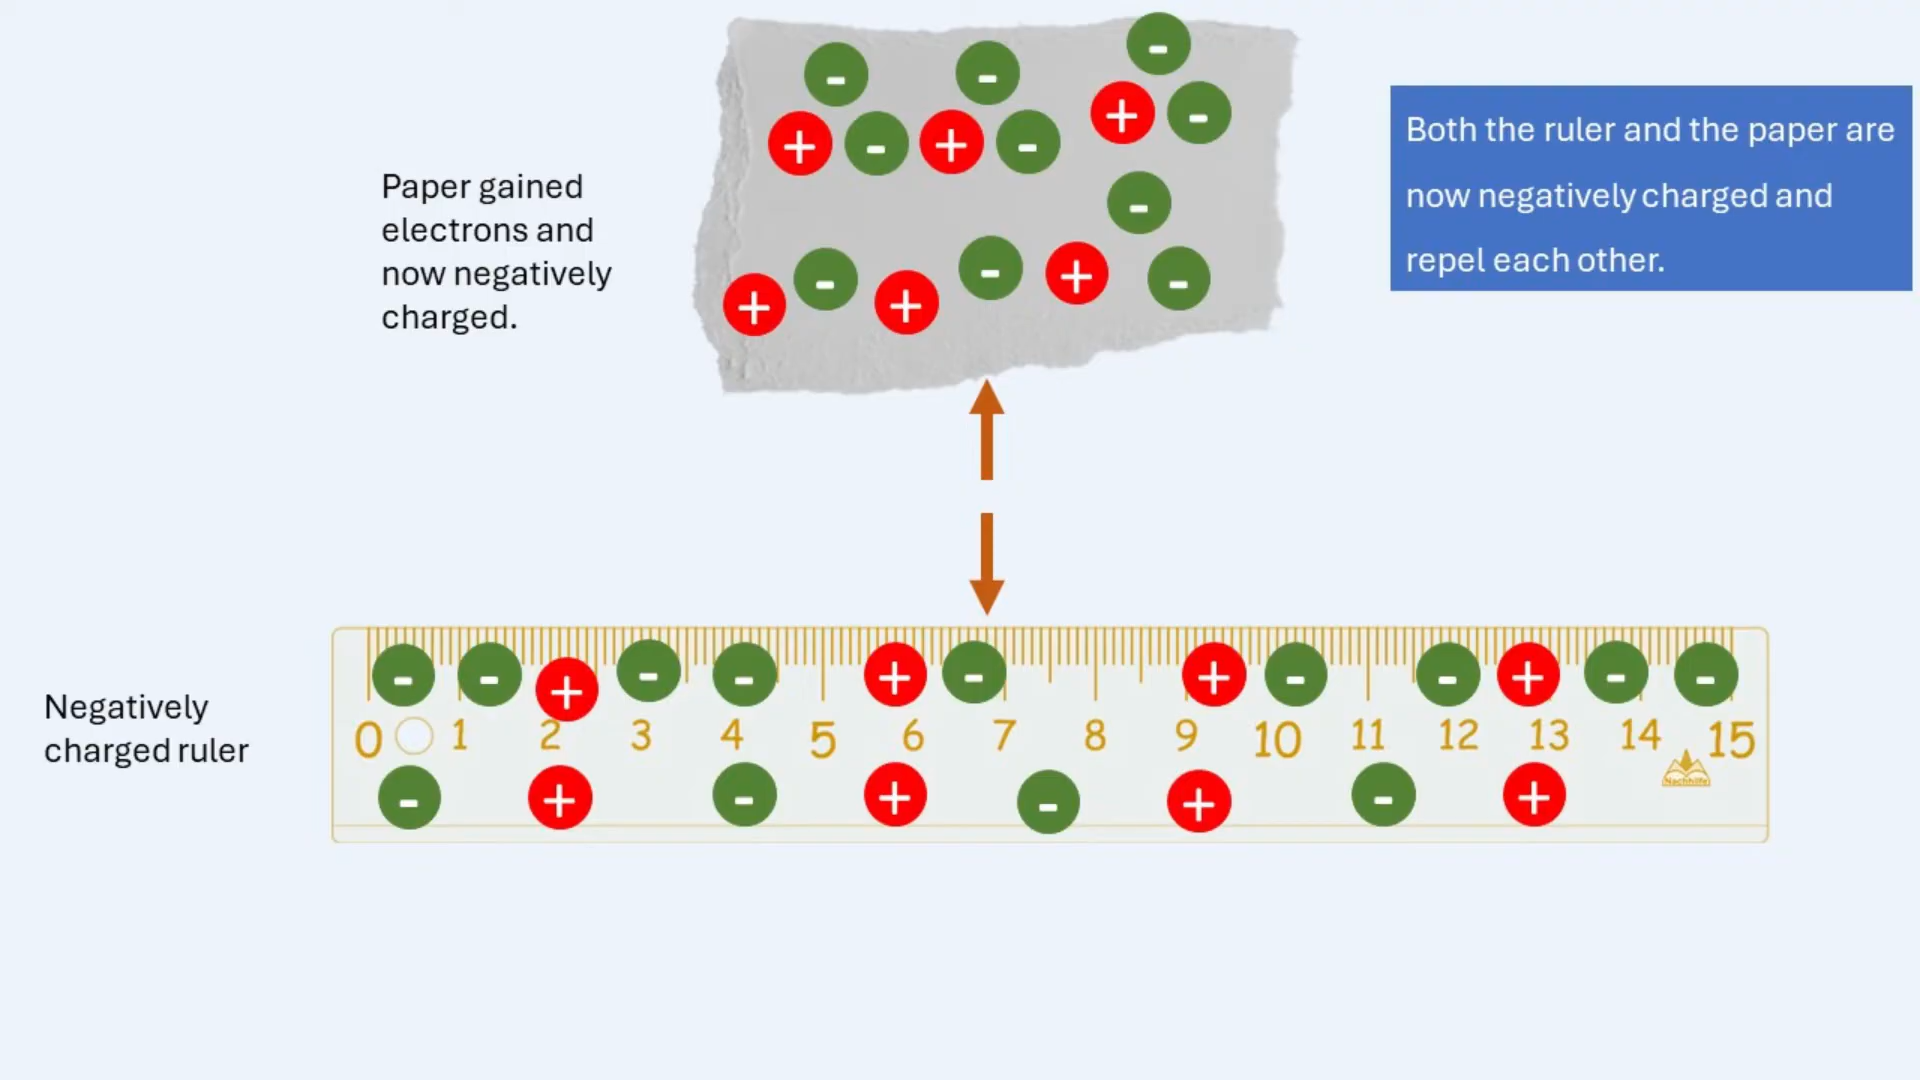 Paper gained
electrons and
now negatively
charged.
Both the ruler and the paper are
now negatively charged and
repel each other.
Negatively
charged ruler
0 1 2 3 4 5 6 7 8 9 10 11 12 13 14 15
Nachhilfe